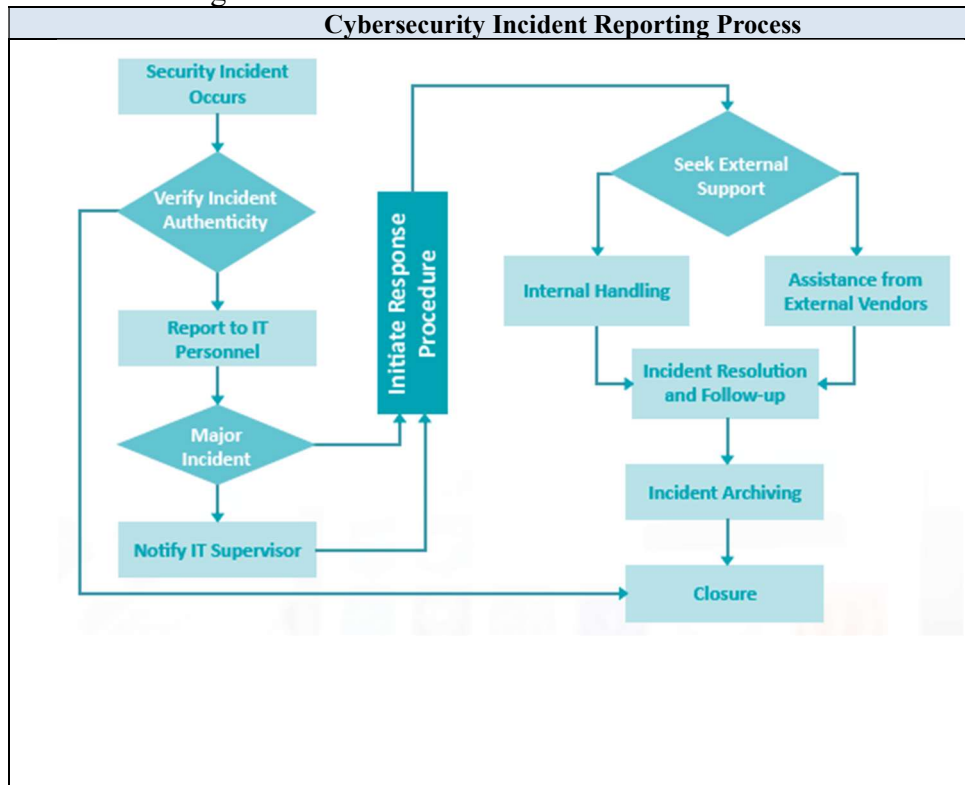 Cybersecurity Incident Reporting Process
Security Incident
Occurs
Verify Incident
Authenticity
Report to IT
Personnel
Major
Incident
Notify IT Supervisor
Initiate Response
Procedure
Seek External
Support
Internal Handling
Assistance from
External Vendors
Incident Resolution
and Follow-up
Incident Archiving
Closure